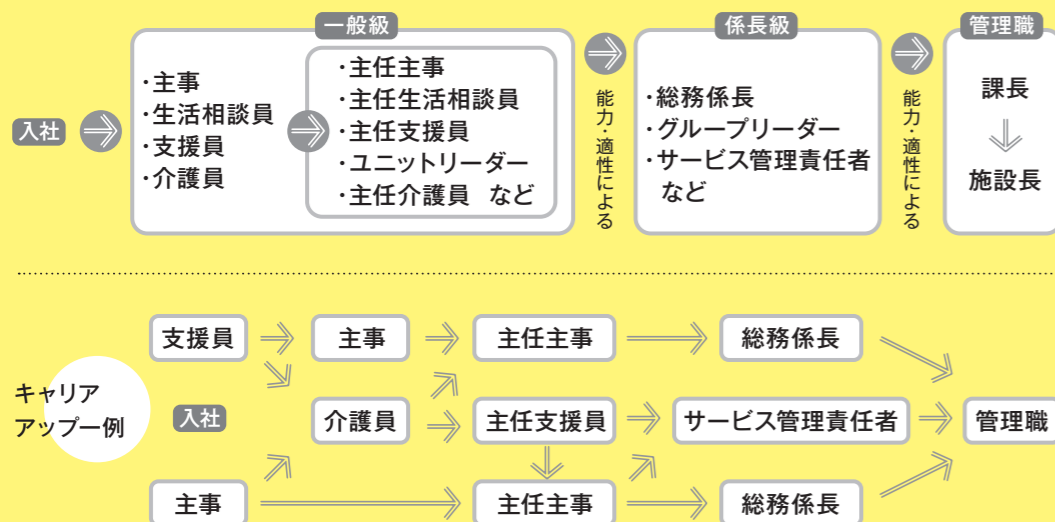 一般級
係長級
管理職
入社
・主事
・生活相談員
・支援員
・介護員
・主任主事
・主任生活相談員
・主任支援員
・ユニットリーダー
・主任介護員 など
能力・適性による
・総務係長
・グループリーダー
・サービス管理責任者
など
能力・適性による
課長
施設長
キャリア
アップ一例
入社
支援員
主事
主任主事
総務係長
介護員
主任支援員
サービス管理責任者
管理職
主事
主任主事
総務係長